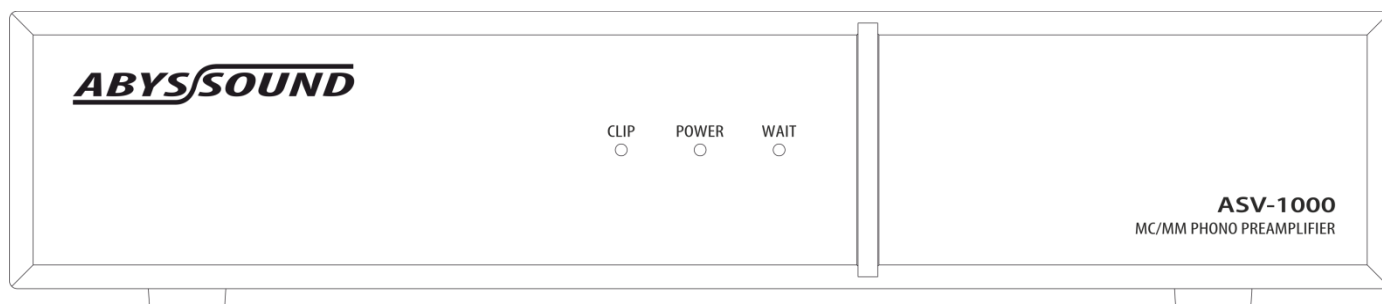 ABYSSOUND
CLIP POWER WAIT
ASV-1000
MC/MM PHONO PREAMPLIFIER